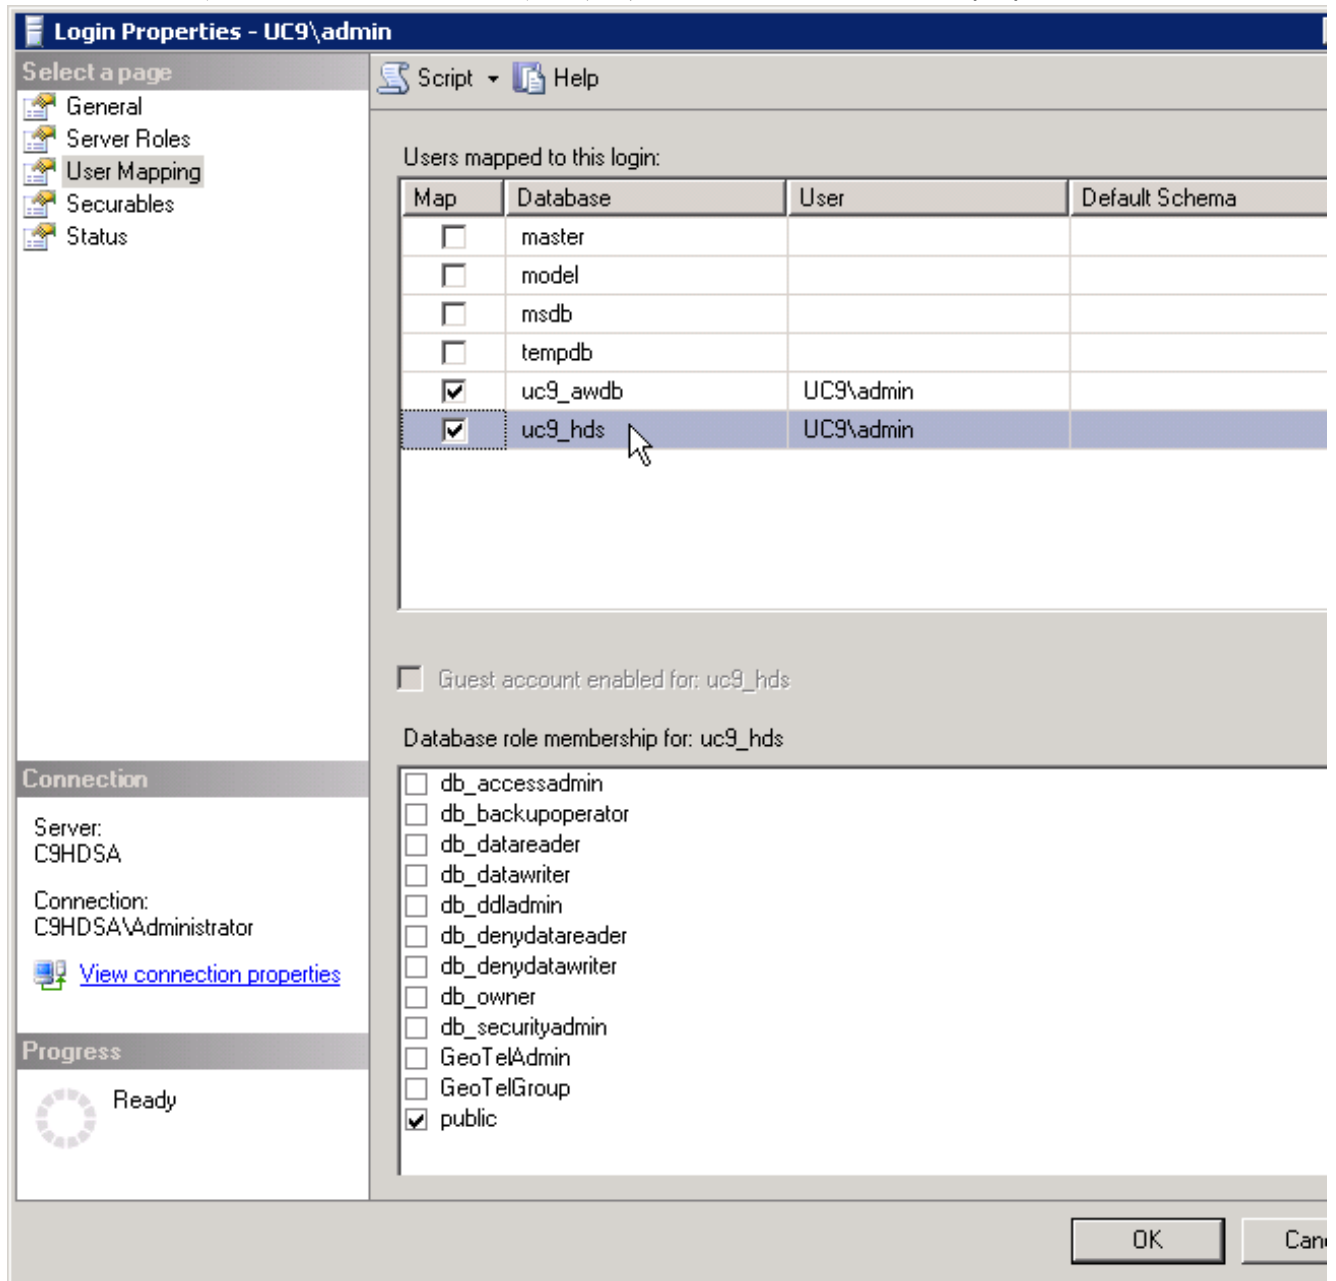 Login Properties - UC9\admin
Select a page
General
Server Roles
User Mapping
Securables
Status
Script
Help
Users mapped to this login:
Map Database User Default Schema
master
model
msdb
tempdb
uc9_awdb UC9\admin
uc9_hds UC9\admin
Guest account enabled for: uc9_hds
Database role membership for: uc9_hds
db_accessadmin
db_backupoperator
db_datareader
db_datawriter
db_ddladmin
db_denydatareader
db_denydatawriter
db_owner
db_securityadmin
GeoTelAdmin
GeoTelGroup
public
Connection
Server:
C9HDSA
Connection:
C9HDSA\Administrator
View connection properties
Progress
Ready
OK